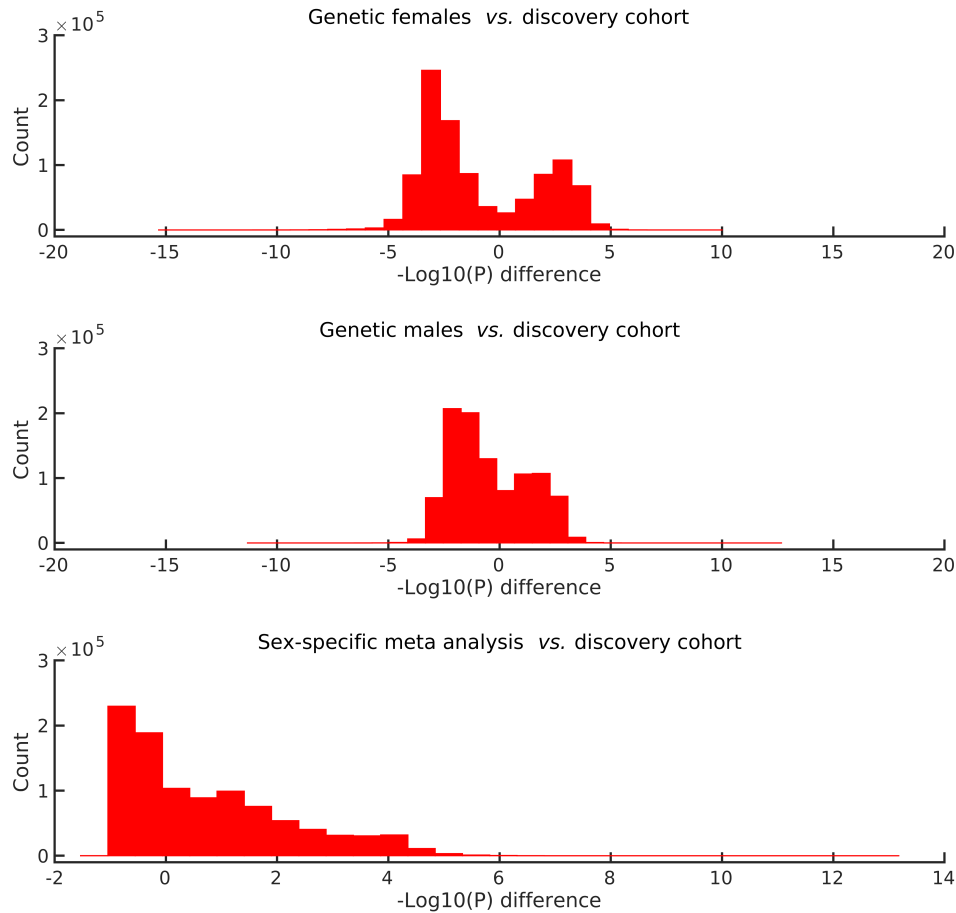 Genetic females vs. discovery cohort
×10^5
3
2
1
0
Count
-20 -15 -10 -5 0 5 10 15 20
-Log10(P) difference
Genetic males vs. discovery cohort
×10^5
3
2
1
0
Count
-20 -15 -10 -5 0 5 10 15 20
-Log10(P) difference
Sex-specific meta analysis vs. discovery cohort
×10^5
3
2
1
0
Count
-2 0 2 4 6 8 10 12 14
-Log10(P) difference